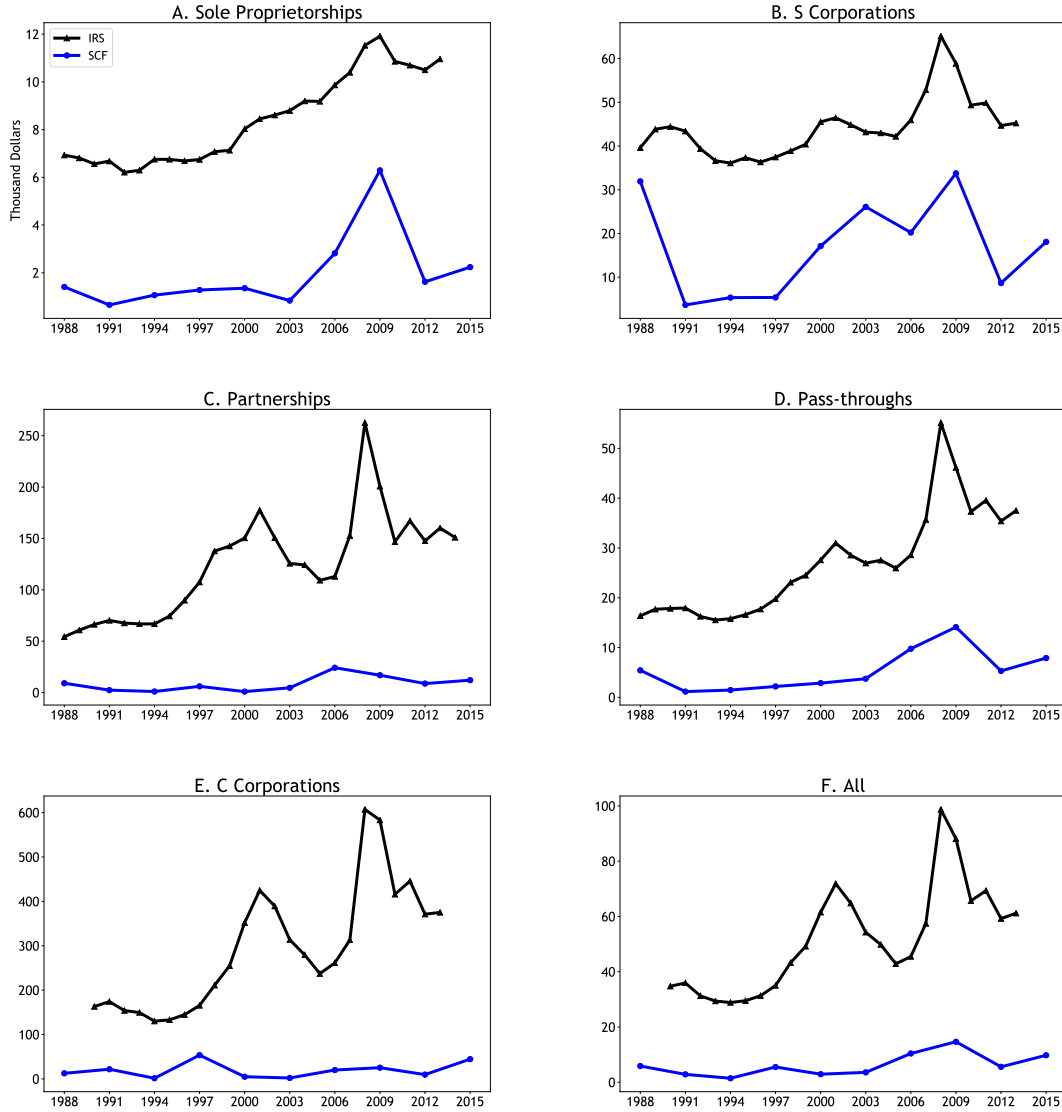 A. Sole Proprietorships
IRS
SCF
Thousand Dollars
12
10
8
6
4
2
1988 1991 1994 1997 2000 2003 2006 2009 2012 2015
B. S Corporations
60
50
40
30
20
10
1988 1991 1994 1997 2000 2003 2006 2009 2012 2015
C. Partnerships
250
200
150
100
50
0
1988 1991 1994 1997 2000 2003 2006 2009 2012 2015
D. Pass-throughs
50
40
30
20
10
0
1988 1991 1994 1997 2000 2003 2006 2009 2012 2015
E. C Corporations
600
500
400
300
200
100
0
1988 1991 1994 1997 2000 2003 2006 2009 2012 2015
F. All
100
80
60
40
20
0
1988 1991 1994 1997 2000 2003 2006 2009 2012 2015